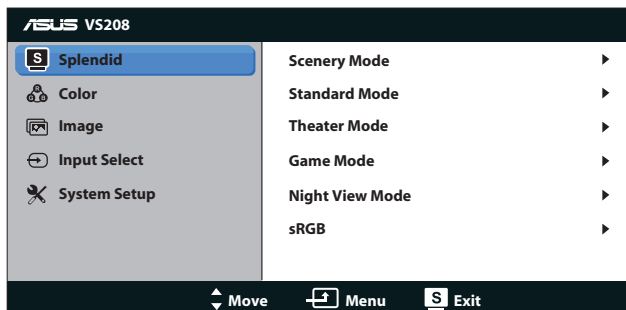 ASUS VS208
S Splendid
Color
Image
Input Select
System Setup
Scenery Mode
Standard Mode
Theater Mode
Game Mode
Night View Mode
sRGB
Move Menu S Exit